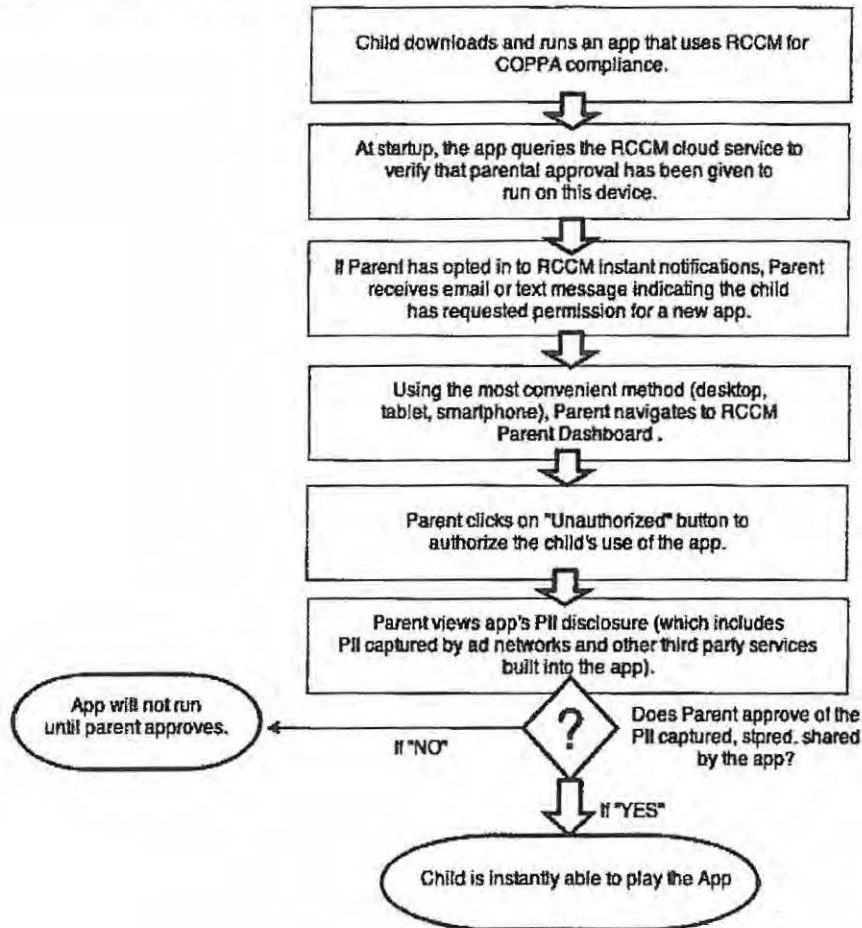 Child downloads and runs an app that uses RCCM for
COPPA compliance.
At startup, the app queries the RCCM cloud service to
verify that parental approval has been given to
run on this device.
If Parent has opted in to RCCM instant notifications, Parent
receives email or text message indicating the child
has requested permission for a new app.
Using the most convenient method (desktop,
tablet, smartphone), Parent navigates to RCCM
Parent Dashboard .
Parent clicks on "Unauthorized" button to
authorize the child's use of the app.
Parent views app's PII disclosure (which includes
PII captured by ad networks and other third party services
built into the app).
App will not run
until parent approves.
If "NO"
?
Does Parent approve of the
PII captured, stored, shared
by the app?
If "YES"
Child is instantly able to play the App